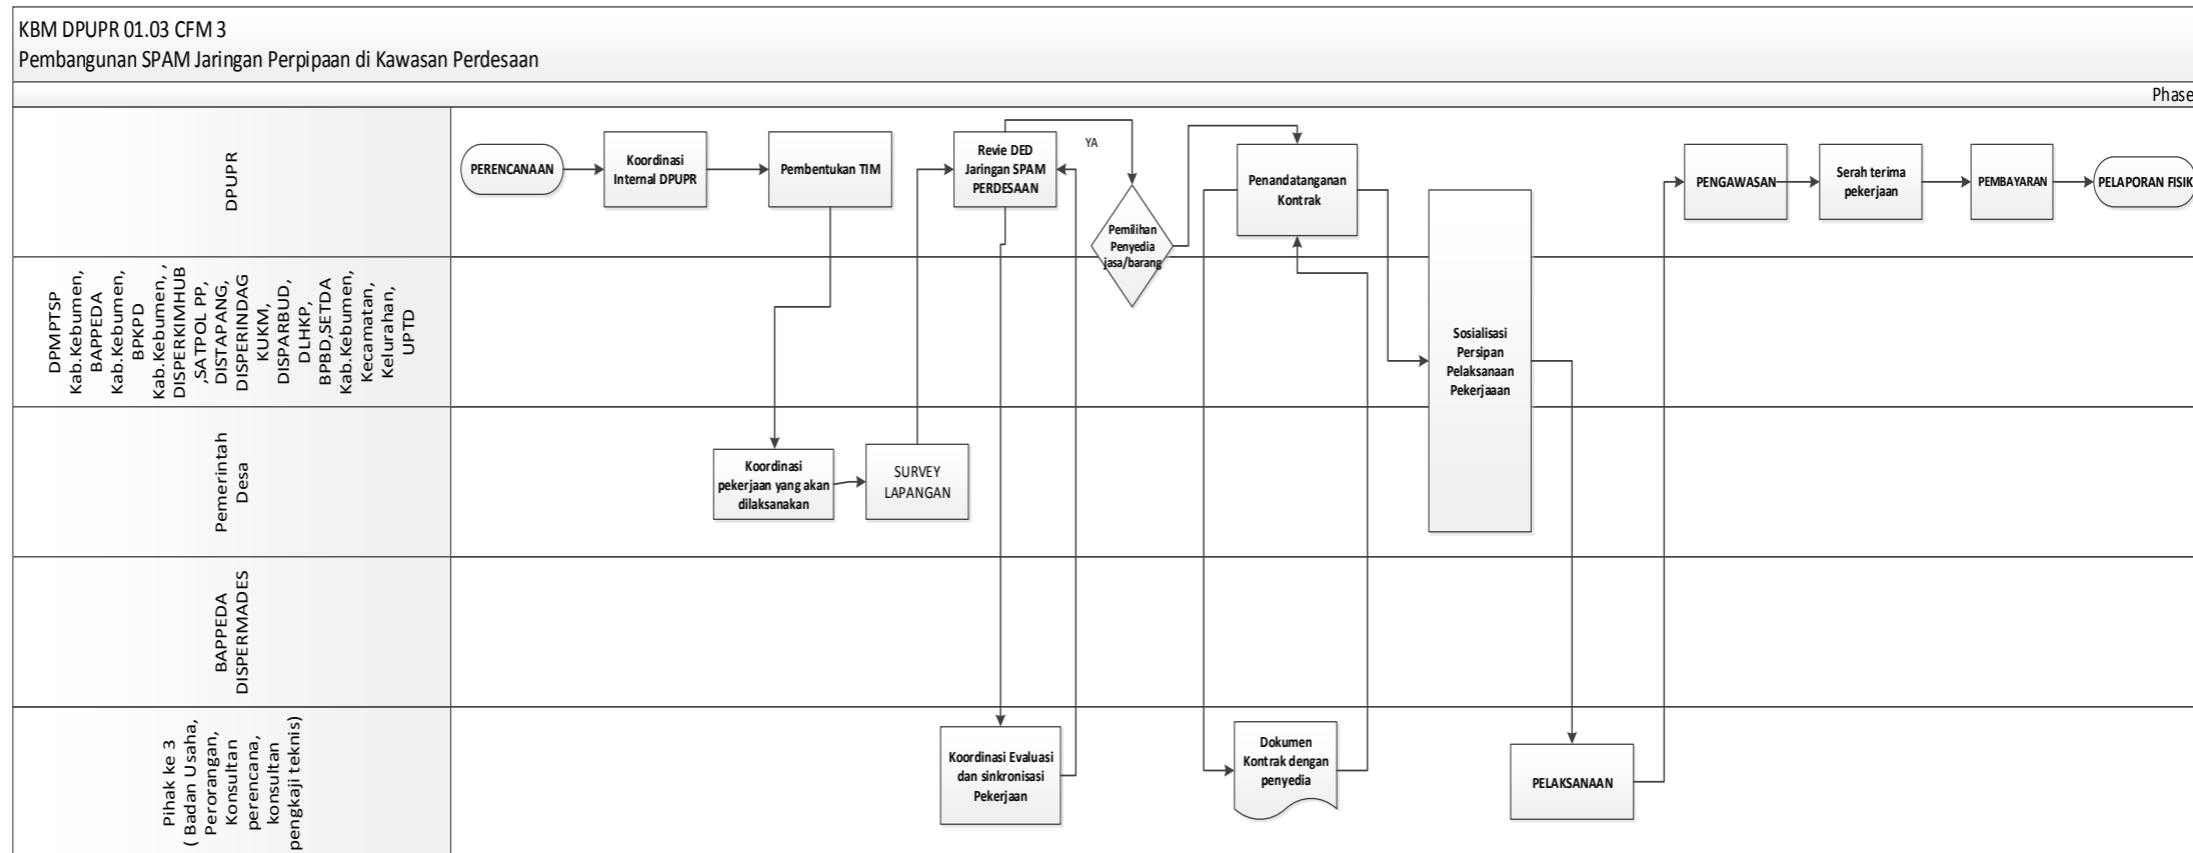 KBM DPUPR 01.03 CFM 3
Pembangunan SPAM Jaringan Perpipaan di Kawasan Perdesaan
Phase
DPUPR
PERENCANAAN
Koordinasi
Internal DPUPR
Pembentukan TIM
Revie DED
Jaringan SPAM
PERDESAAN
YA
Pemilihan
Penyedia
jasa/barang
Penandatanganan
Kontrak
PENGAWASAN
Serah terima
pekerjaan
PEMBAYARAN
PELAPORAN FISIK
DPMPTSP
Kab.Kebumen,
BAPPEDA
Kab.Kebumen,
BPKPD
Kab.Kebumen, ,
DISPERKIMHUB
,SATPOL PP,
DISTAPANG,
DISPERINDAG
KUKM,
DISPARBUD,
DLHKP,
BPBD,SETDA
Kab.Kebumen,
Kecamatan,
Kelurahan,
UPTD
Sosialisasi
Persipan
Pelaksanaan
Pekerjaaan
Pemerintah
Desa
Koordinasi
pekerjaan yang akan
dilaksanakan
SURVEY
LAPANGAN
BAPPEDA
DISPERMADES
Pihak ke 3
( Badan Usaha,
Perorangan,
Konsultan
perencana,
konsultan
pengkaji teknis)
Koordinasi Evaluasi
dan sinkronisasi
Pekerjaan
Dokumen
Kontrak dengan
penyedia
PELAKSANAAN